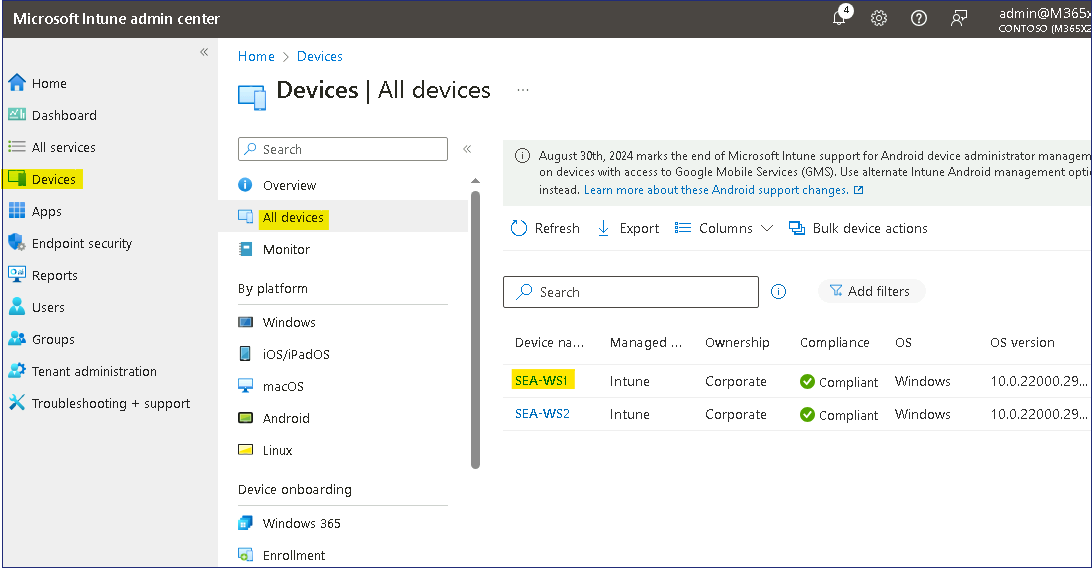 Microsoft Intune admin center
4
admin@M365x
CONTOSO (M365X2
«
Home
Dashboard
All services
Devices
Apps
Endpoint security
Reports
Users
Groups
Tenant administration
Troubleshooting + support
Home > Devices
Devices | All devices ...
Search «
Overview
All devices
Monitor
By platform
Windows
iOS/iPadOS
macOS
Android
Linux
Device onboarding
Windows 365
Enrollment
August 30th, 2024 marks the end of Microsoft Intune support for Android device administrator managem
on devices with access to Google Mobile Services (GMS). Use alternate Intune Android management optio
instead. Learn more about these Android support changes.
Refresh Export Columns Bulk device actions
Search Add filters
Device na... Managed ... Ownership Compliance OS OS version
SEA-WS1 Intune Corporate Compliant Windows 10.0.22000.29...
SEA-WS2 Intune Corporate Compliant Windows 10.0.22000.29...